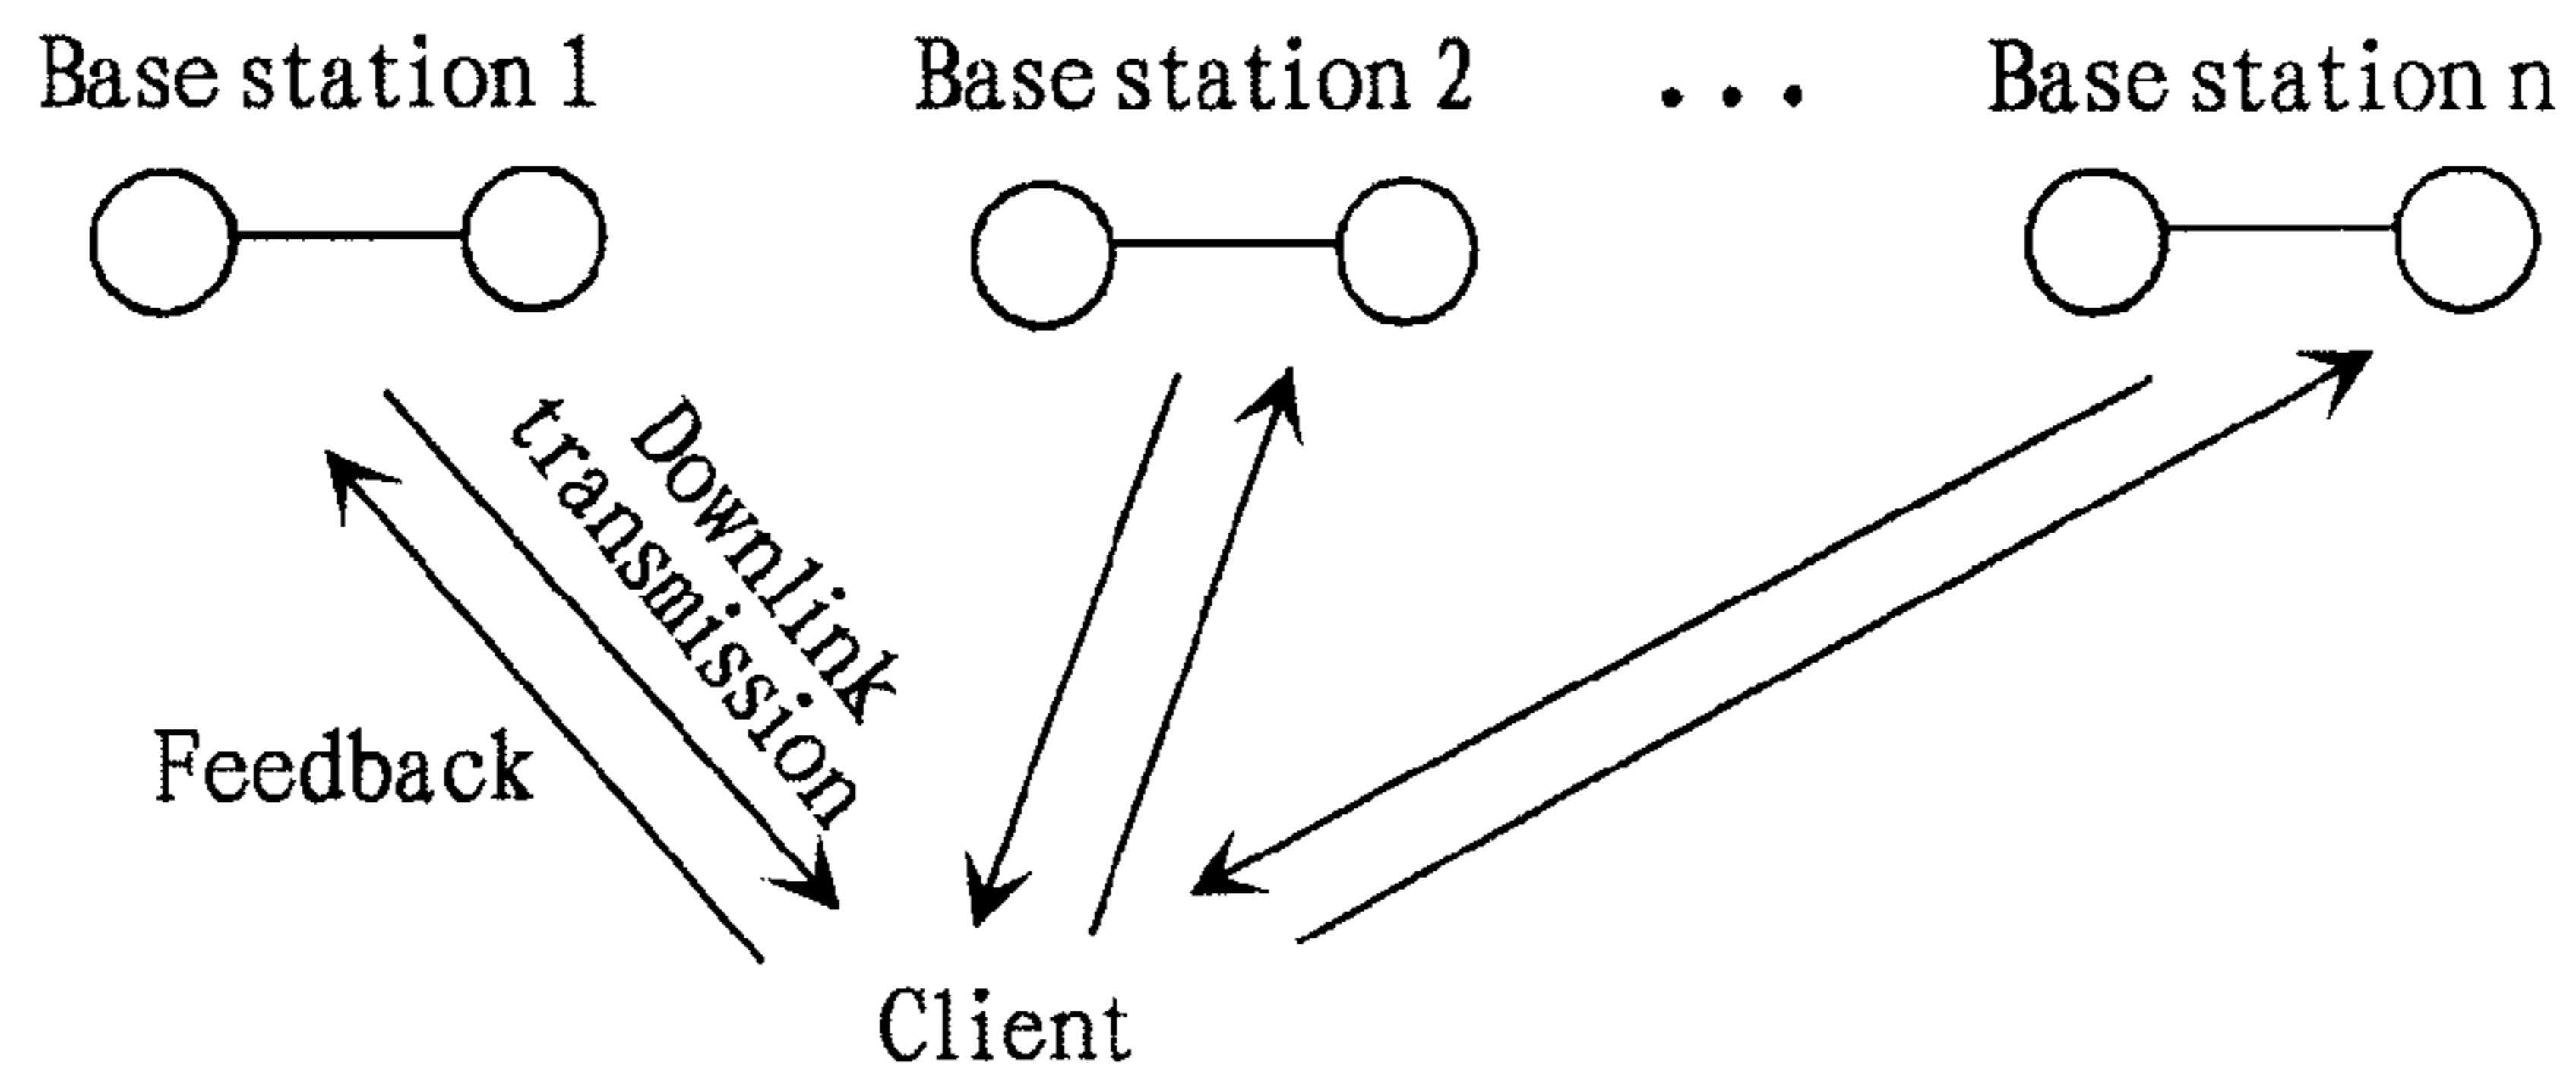 Base station 1
Base station 2
...
Base station n
Downlink
transmission
Feedback
Client